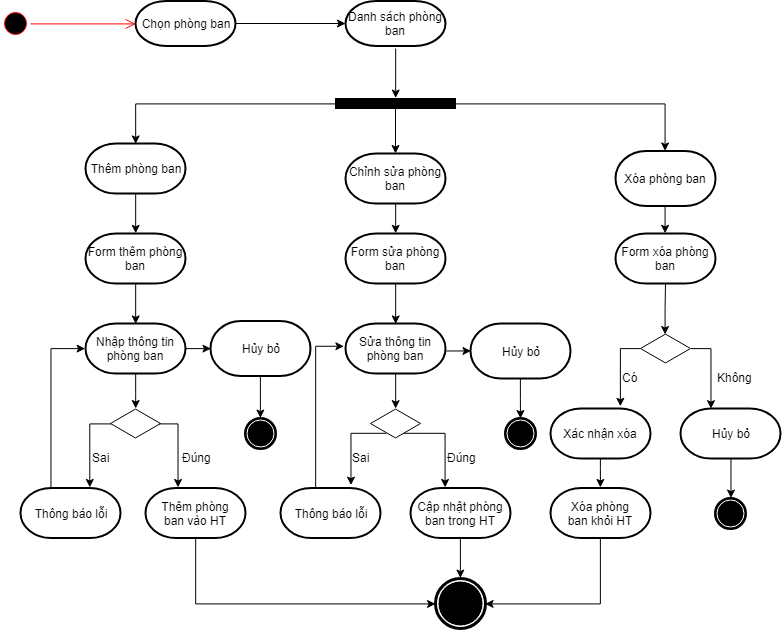 Chọn phòng ban
Danh sách phòng
ban
Thêm phòng ban
Chỉnh sửa phòng
ban
Xóa phòng ban
Form thêm phòng
ban
Form sửa phòng
ban
Form xóa phòng
ban
Nhập thông tin
phòng ban
Hủy bỏ
Sửa thông tin
phòng ban
Hủy bỏ
Có
Không
Xác nhận xóa
Hủy bỏ
Sai
Đúng
Sai
Đúng
Thông báo lỗi
Thêm phòng
ban vào HT
Thông báo lỗi
Cập nhật phòng
ban trong HT
Xóa phòng
ban khỏi HT